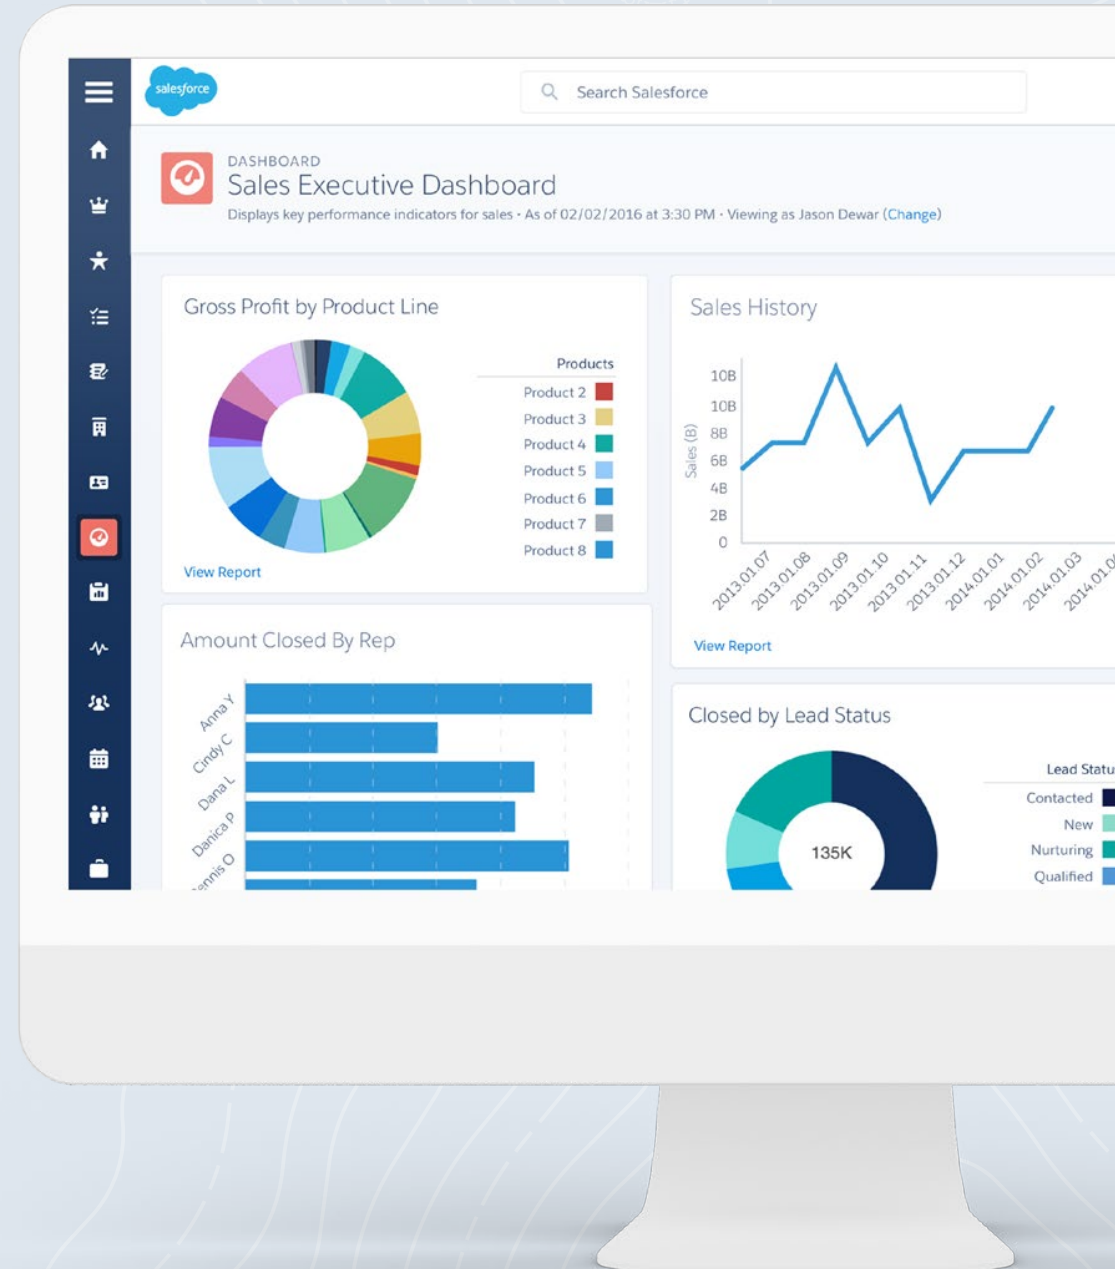 salesforce
Search Salesforce
DASHBOARD
Sales Executive Dashboard
Displays key performance indicators for sales · As of 02/02/2016 at 3:30 PM · Viewing as Jason Dewar (Change)
Gross Profit by Product Line
Products
Product 2
Product 3
Product 4
Product 5
Product 6
Product 7
Product 8
View Report
Sales History
Sales (B)
10B
10B
8B
6B
4B
2B
0
2013.01.07
2013.01.08
2013.01.09
2013.01.10
2013.01.11
2013.01.12
2014.01.01
2014.01.02
2014.01.03
View Report
Amount Closed By Rep
Anna Y
Cindy C
Dana L
Danica P
ennis O
Closed by Lead Status
135K
Lead Statu
Contacted
New
Nurturing
Qualified